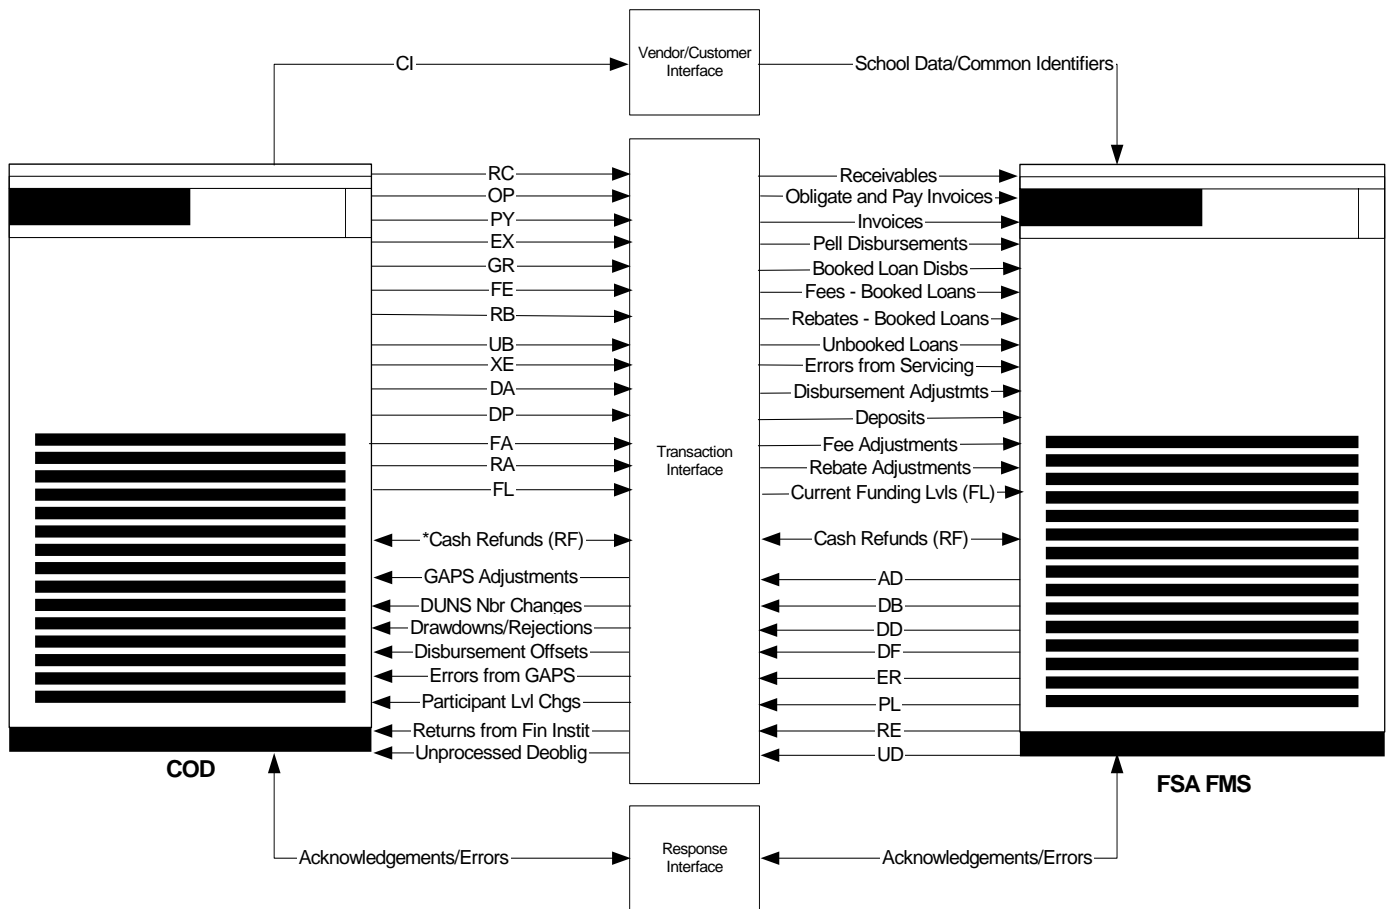 Vendor/Customer
Interface
CI
School Data/Common Identifiers
RC
Receivables
OP
Obligate and Pay Invoices
PY
Invoices
EX
Pell Disbursements
GR
Booked Loan Disbs
FE
Fees - Booked Loans
RB
Rebates - Booked Loans
UB
Unbooked Loans
XE
Errors from Servicing
DA
Disbursement Adjustmts
DP
Deposits
FA
Fee Adjustments
Transaction
Interface
RA
Rebate Adjustments
FL
Current Funding Lvls (FL)
*Cash Refunds (RF)
Cash Refunds (RF)
GAPS Adjustments
AD
DUNS Nbr Changes
DB
Drawdowns/Rejections
DD
Disbursement Offsets
DF
Errors from GAPS
ER
Participant Lvl Chgs
PL
Returns from Fin Instit
RE
Unprocessed Deoblig
UD
COD
FSA FMS
Acknowledgements/Errors
Response
Interface
Acknowledgements/Errors